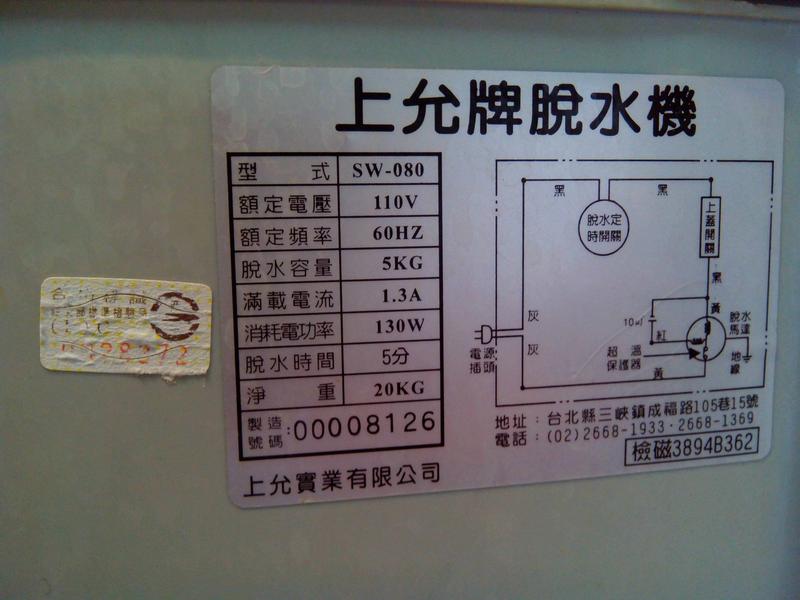 上允牌脫水機
型 式 SW-080
額定電壓 110V
額定頻率 60HZ
脫水容量 5KG
滿載電流 1.3A
消耗電功率 130W
脫水時間 5分
淨 重 20KG
製造號碼:00008126
上允實業有限公司
黑
黑
脫水定
時開關
上蓋開關
黑
黃
灰
灰
電源
插頭
10μf
紅
脫水
馬達
超溫
保護器
黃
地線
地址:台北縣三峽鎮成福路105巷15號
電話:(02)2668-1933·2668-1369
檢磁3894B362